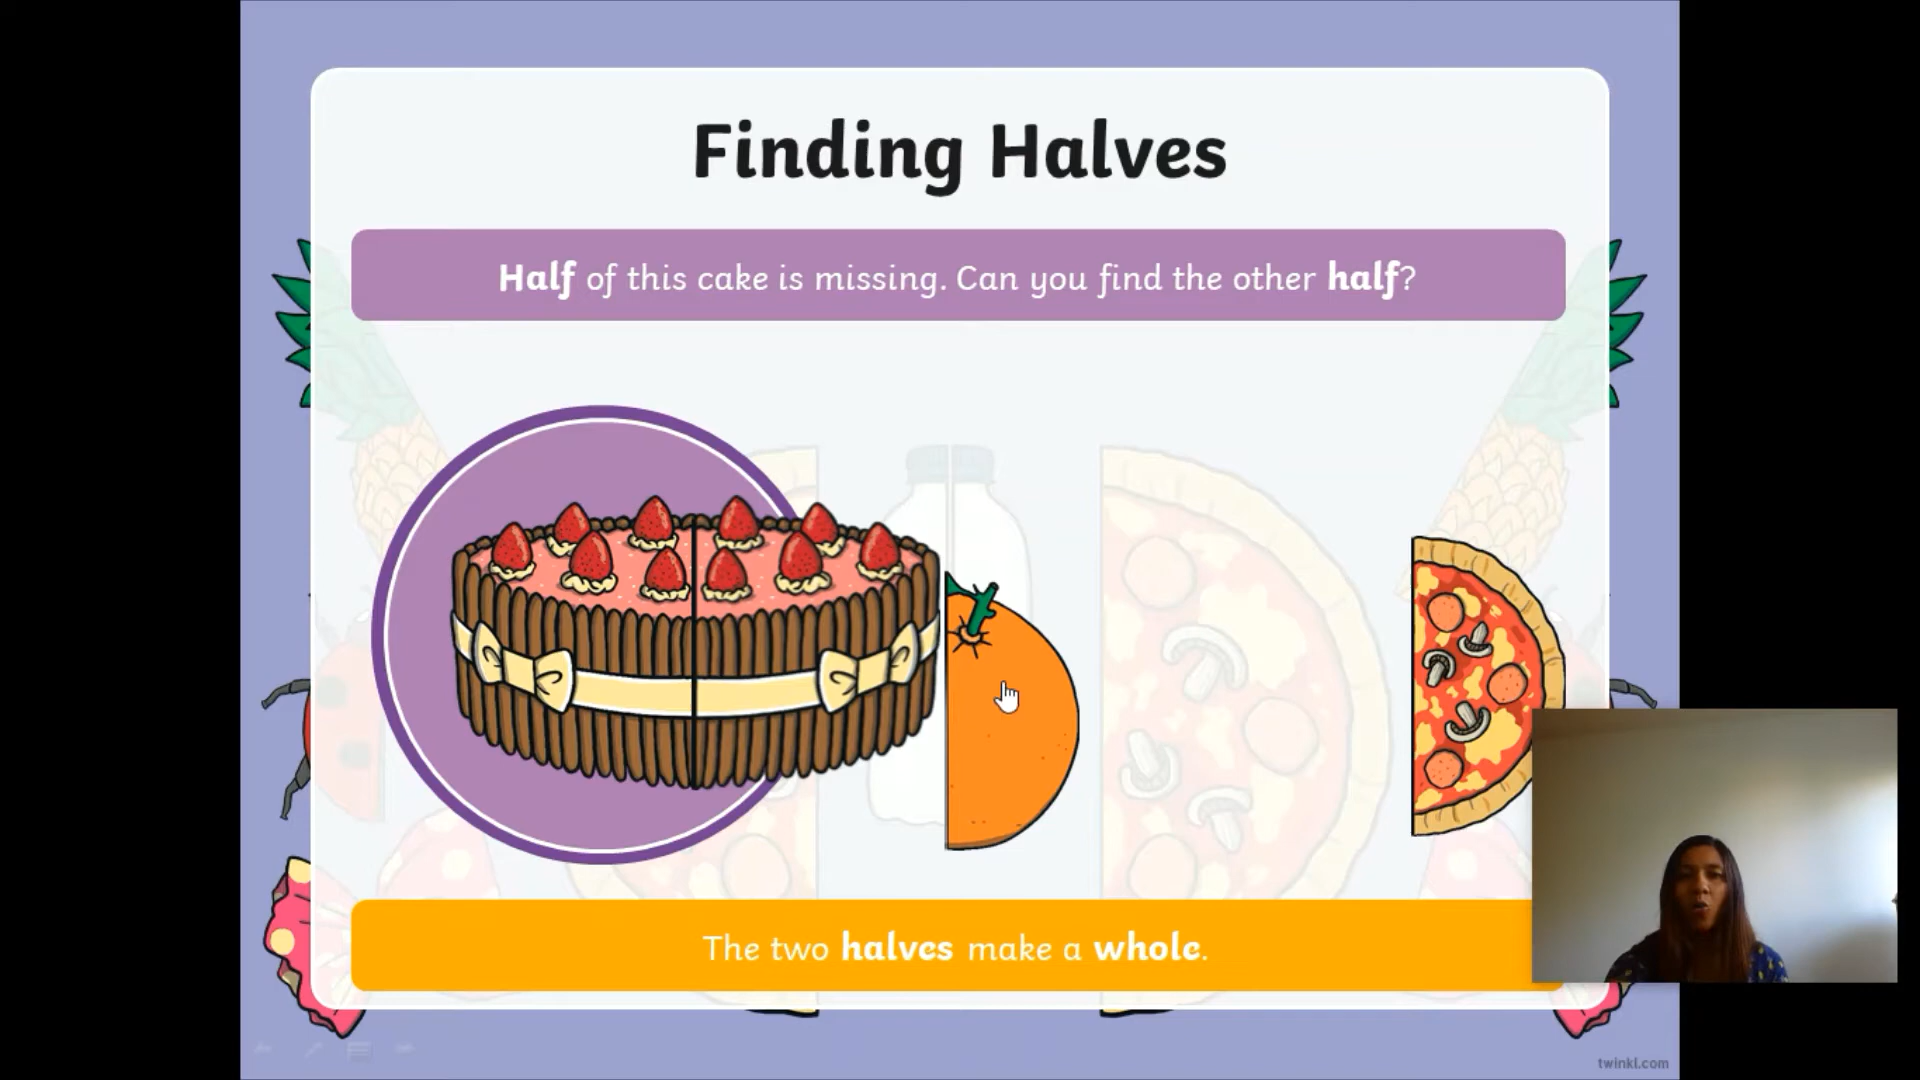 Finding Halves
Half of this cake is missing. Can you find the other half?
The two halves make a whole.
twinkl.com